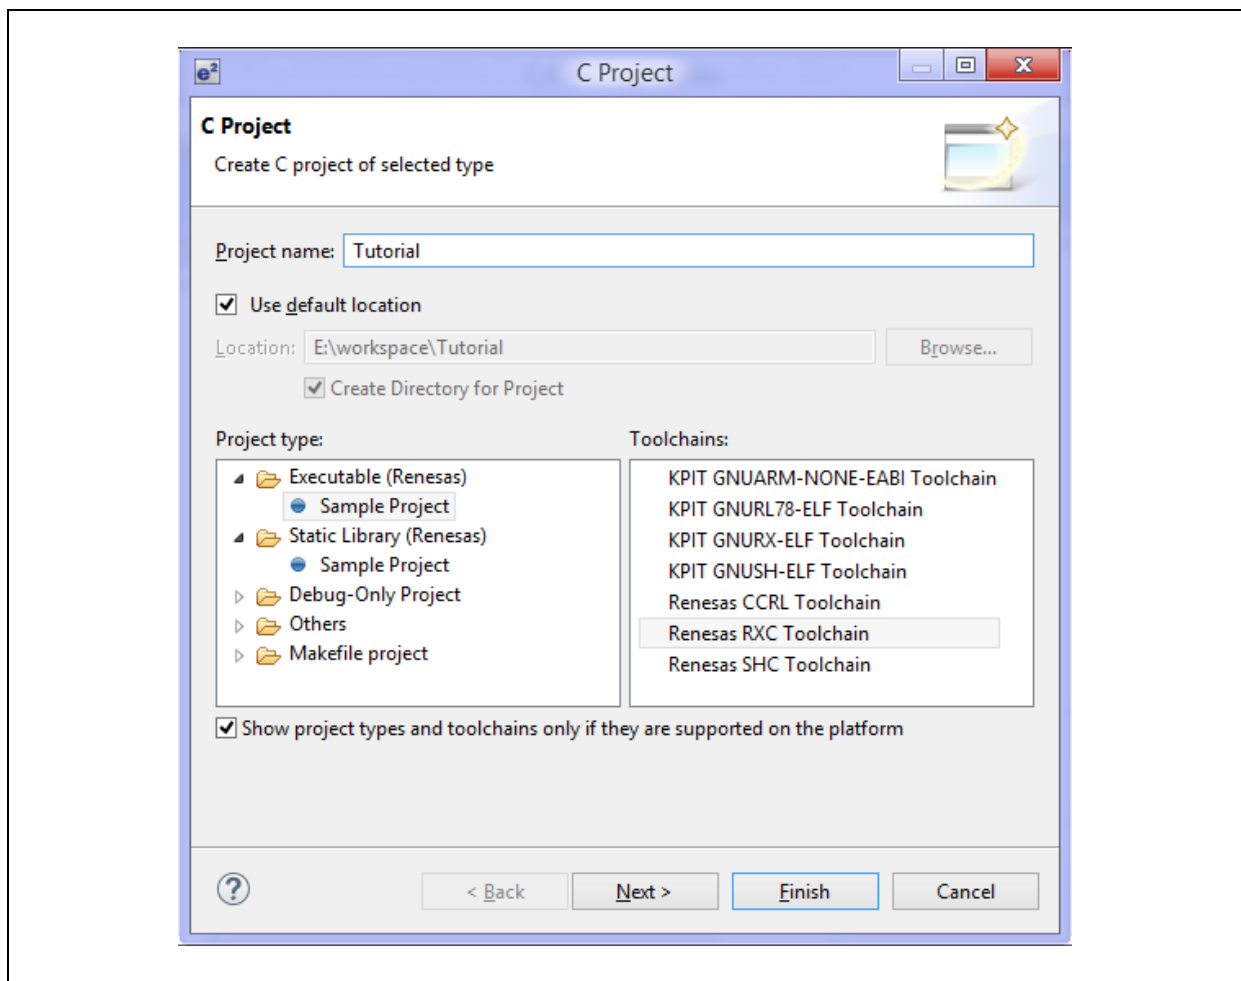 e²
C Project
X
C Project
Create C project of selected type
Project name: Tutorial
Use default location
Location: E:\workspace\Tutorial Browse...
Create Directory for Project
Project type:
Executable (Renesas)
Sample Project
Static Library (Renesas)
Sample Project
Debug-Only Project
Others
Makefile project
Toolchains:
KPIT GNUARM-NONE-EABI Toolchain
KPIT GNURL78-ELF Toolchain
KPIT GNURX-ELF Toolchain
KPIT GNUSH-ELF Toolchain
Renesas CCRL Toolchain
Renesas RXC Toolchain
Renesas SHC Toolchain
Show project types and toolchains only if they are supported on the platform
? < Back Next > Finish Cancel